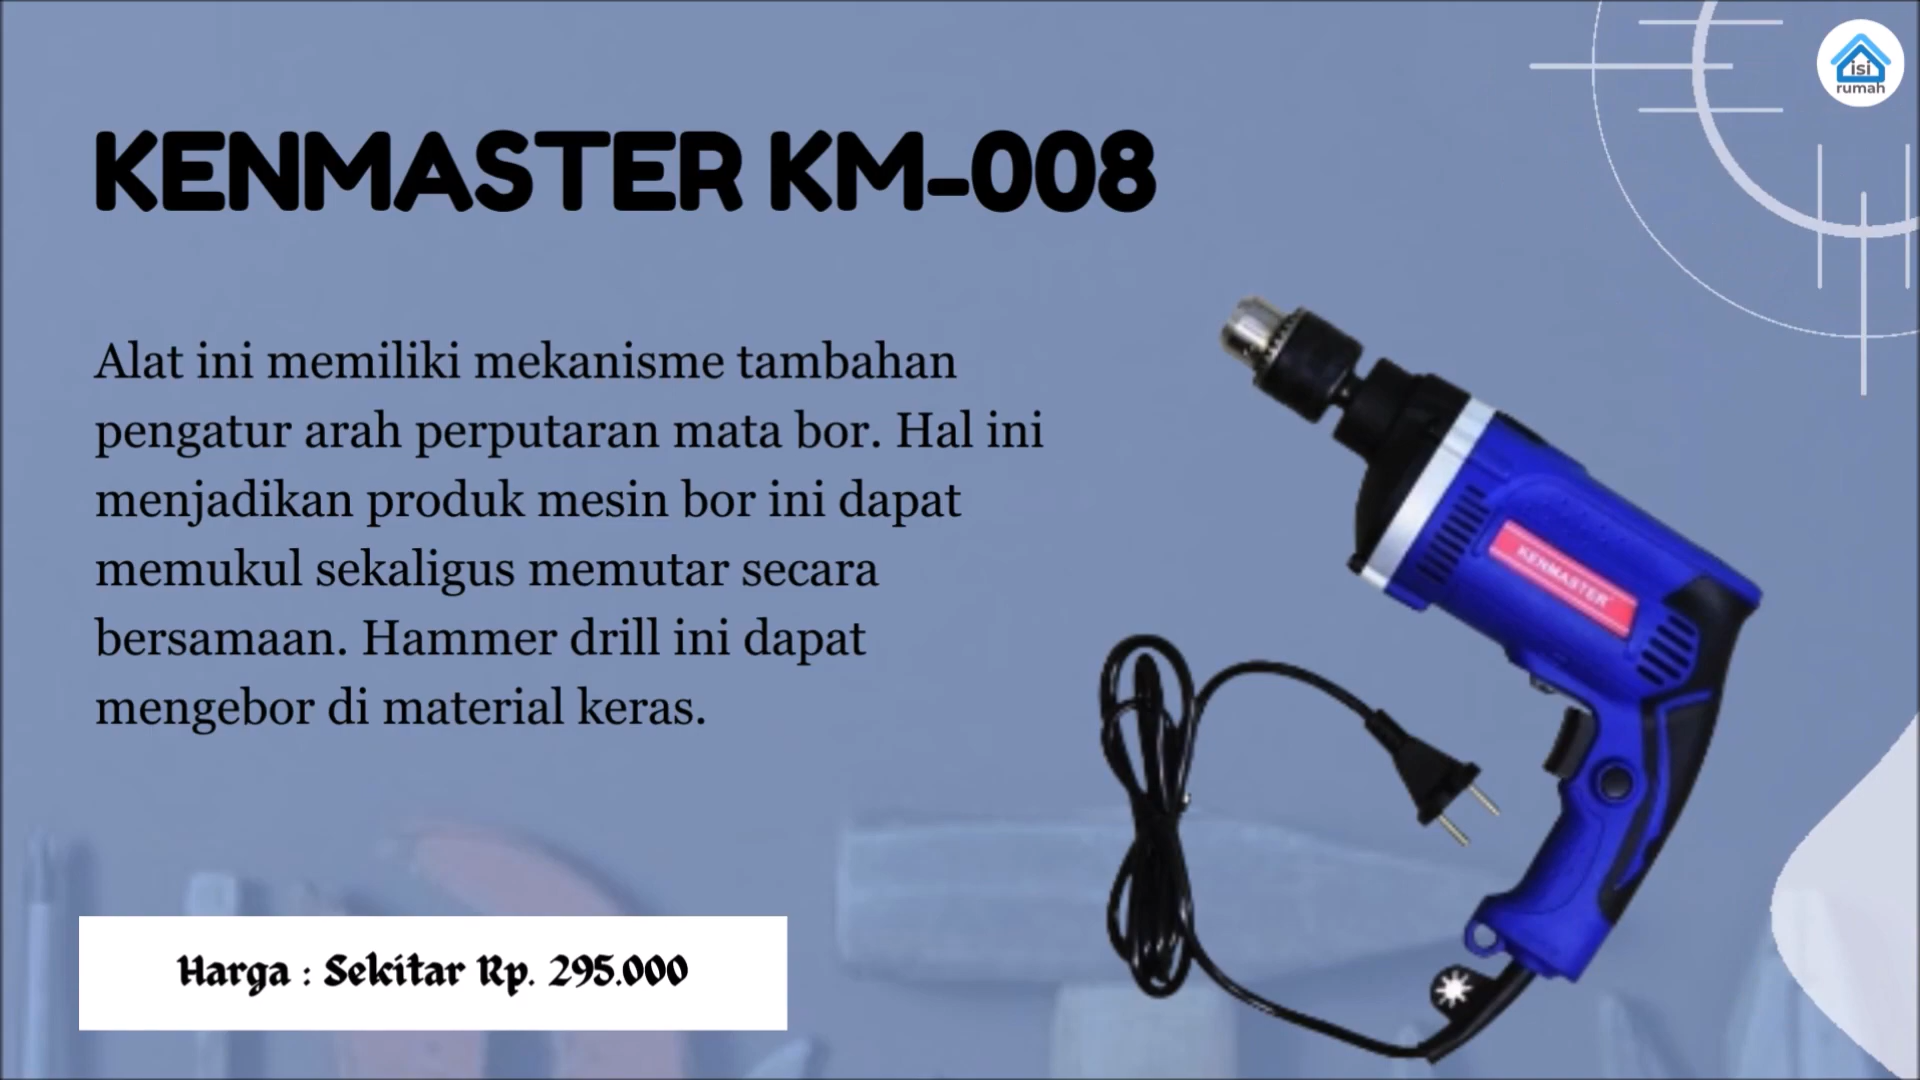 isi
rumah
KENMASTER KM-008
Alat ini memiliki mekanisme tambahan
pengatur arah perputaran mata bor. Hal ini
menjadikan produk mesin bor ini dapat
memukul sekaligus memutar secara
bersamaan. Hammer drill ini dapat
mengebor di material keras.
KENMASTER
Harga : Sekitar Rp. 295.000